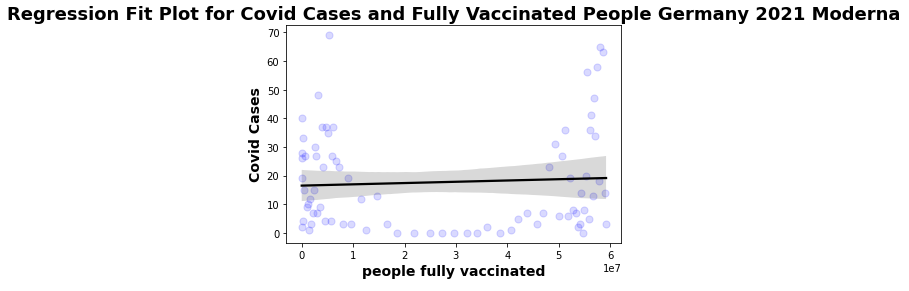 Regression Fit Plot for Covid Cases and Fully Vaccinated People Germany 2021 Moderna
70
60
50
40
30
20
10
0
Covid Cases
0 1 2 3 4 5 6
1e7
people fully vaccinated